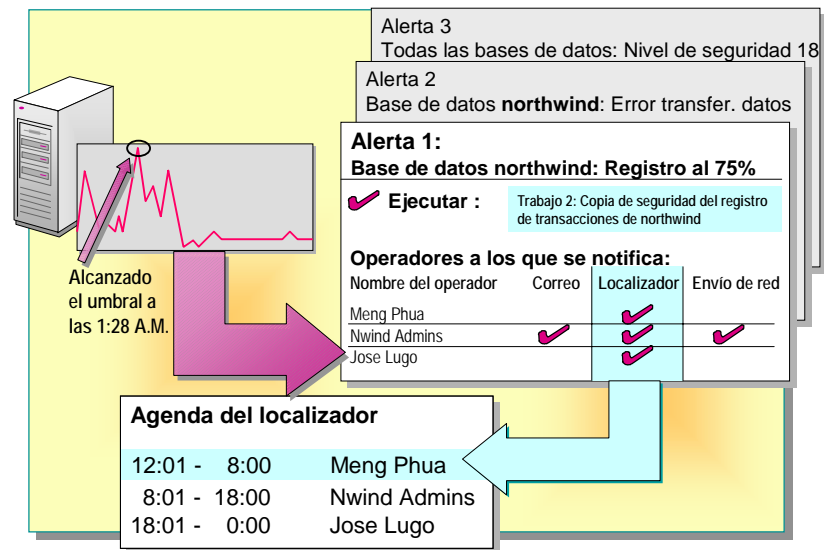 Alerta 3
Todas las bases de datos: Nivel de seguridad 18
Alerta 2
Base de datos northwind: Error transfer. datos
Alerta 1:
Base de datos northwind: Registro al 75%
Ejecutar :
Trabajo 2: Copia de seguridad del registro
de transacciones de northwind
Operadores a los que se notifica:
Nombre del operador Correo Localizador Envío de red
Meng Phua
Nwind Admins
Jose Lugo
Alcanzado
el umbral a
las 1:28 A.M.
Agenda del localizador
12:01 - 8:00 Meng Phua
8:01 - 18:00 Nwind Admins
18:01 - 0:00 Jose Lugo